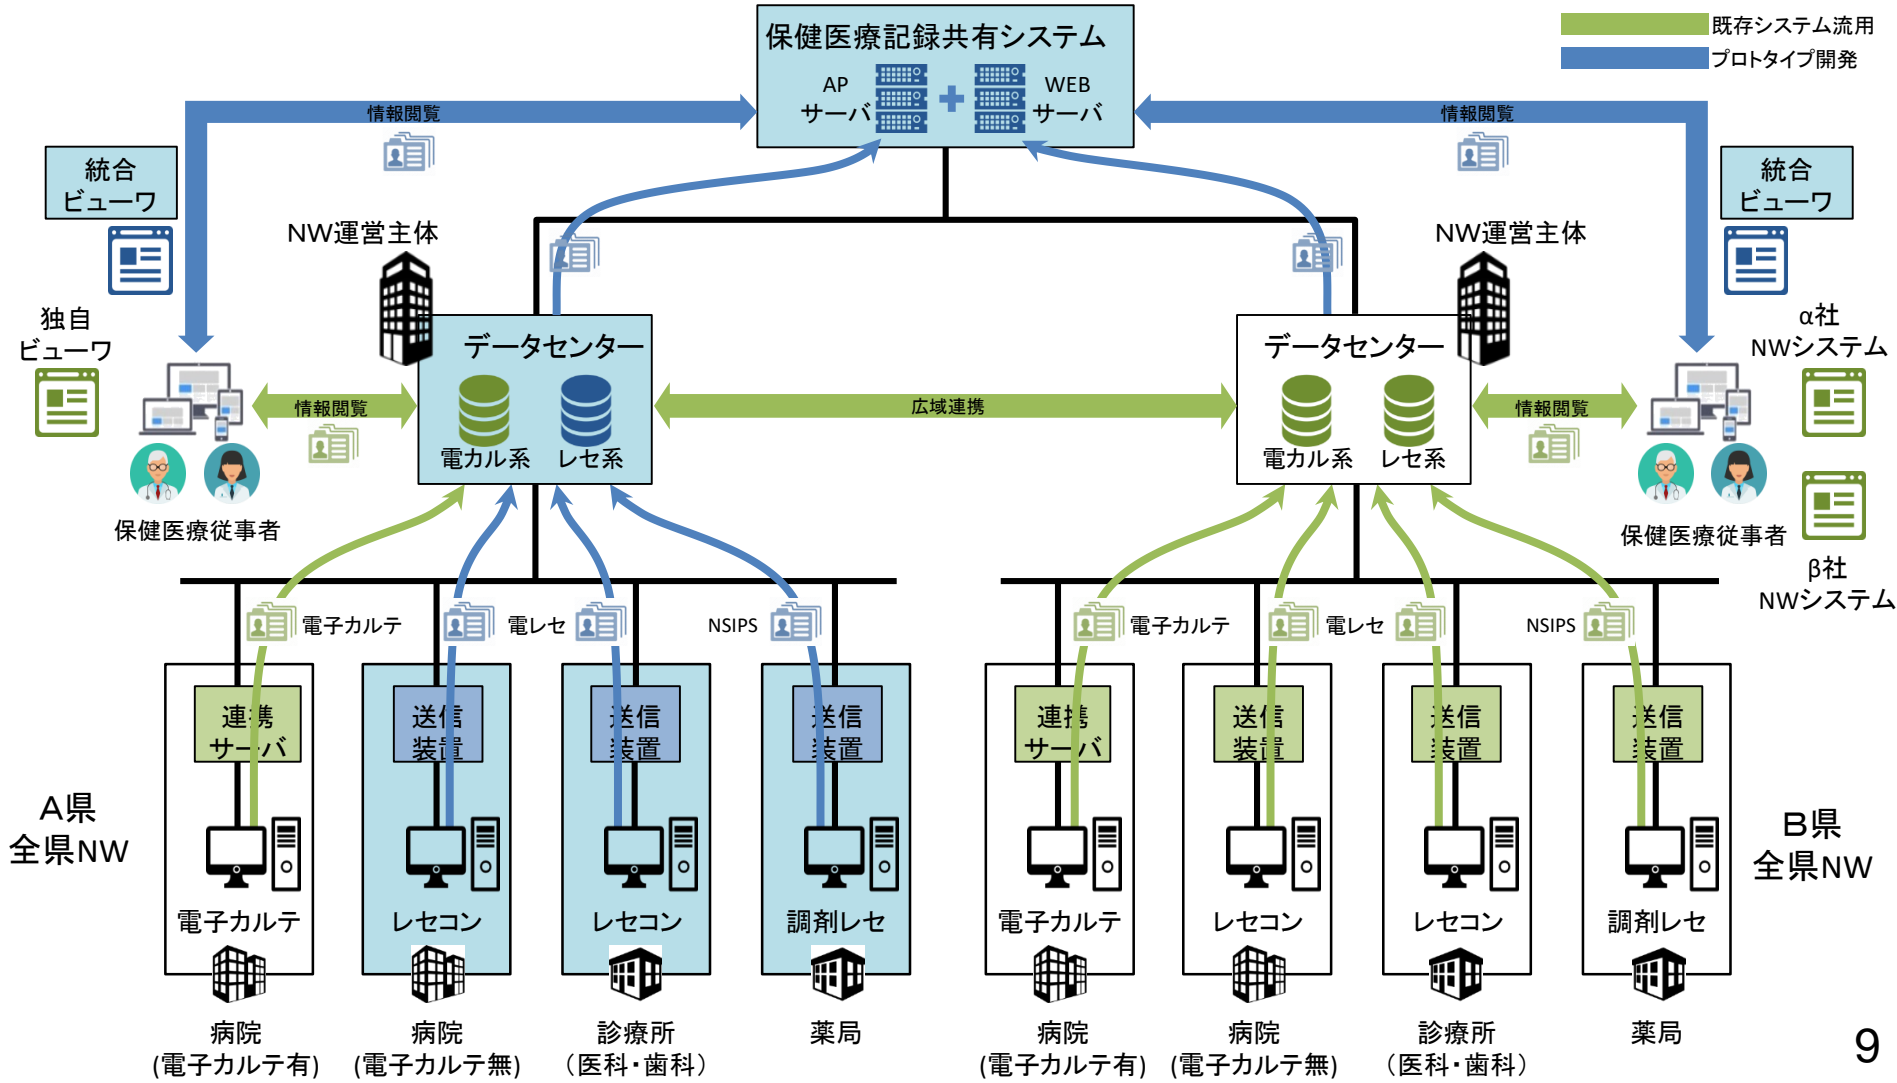 保健医療記録共有システム
AP
サーバ
WEB
サーバ
既存システム流用
プロトタイプ開発
情報閲覧
情報閲覧
統合
ビューワ
統合
ビューワ
NW運営主体
NW運営主体
独自
ビューワ
α社
NWシステム
データセンター
データセンター
情報閲覧
広域連携
情報閲覧
電カル系
レセ系
電カル系
レセ系
保健医療従事者
保健医療従事者
β社
NWシステム
電子カルテ
電レセ
NSIPS
電子カルテ
電レセ
NSIPS
連携
サーバ
送信
装置
送信
装置
送信
装置
連携
サーバ
送信
装置
送信
装置
送信
装置
A県
全県NW
B県
全県NW
電子カルテ
レセコン
レセコン
調剤レセ
電子カルテ
レセコン
レセコン
調剤レセ
病院
(電子カルテ有)
病院
(電子カルテ無)
診療所
(医科・歯科)
薬局
病院
(電子カルテ有)
病院
(電子カルテ無)
診療所
(医科・歯科)
薬局
9